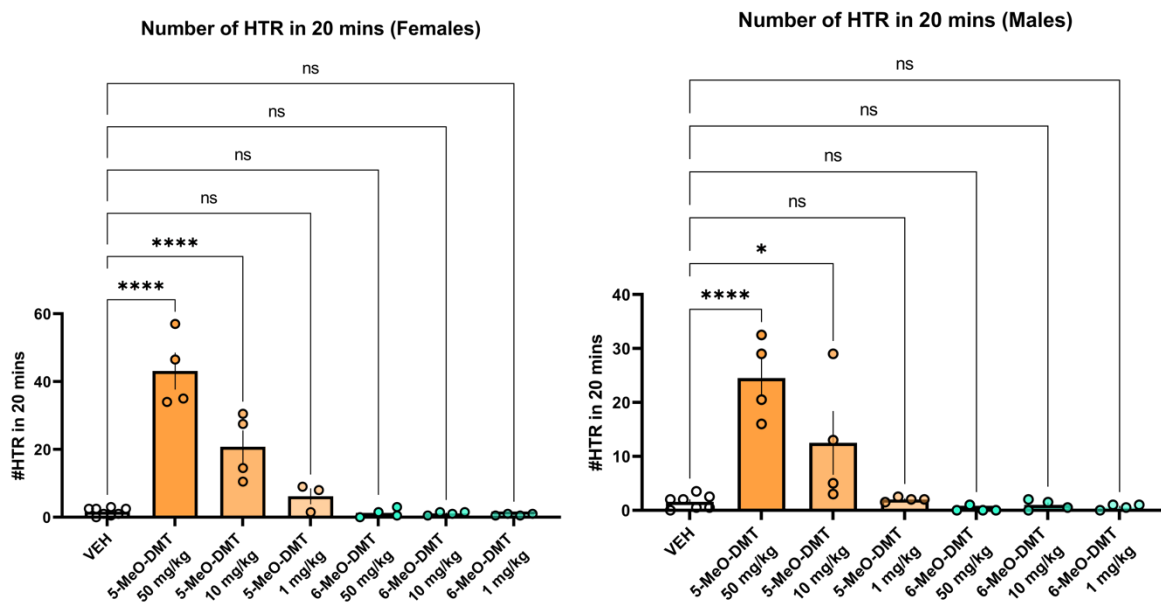 Number of HTR in 20 mins (Females)
ns
ns
ns
ns
****
****
#HTR in 20 mins
60
40
20
0
VEH
5-MeO-DMT
50 mg/kg
5-MeO-DMT
10 mg/kg
5-MeO-DMT
1 mg/kg
6-MeO-DMT
50 mg/kg
6-MeO-DMT
10 mg/kg
6-MeO-DMT
1 mg/kg
Number of HTR in 20 mins (Males)
ns
ns
ns
ns
*
****
#HTR in 20 mins
40
30
20
10
0
VEH
5-MeO-DMT
50 mg/kg
5-MeO-DMT
10 mg/kg
5-MeO-DMT
1 mg/kg
6-MeO-DMT
50 mg/kg
6-MeO-DMT
10 mg/kg
6-MeO-DMT
1 mg/kg